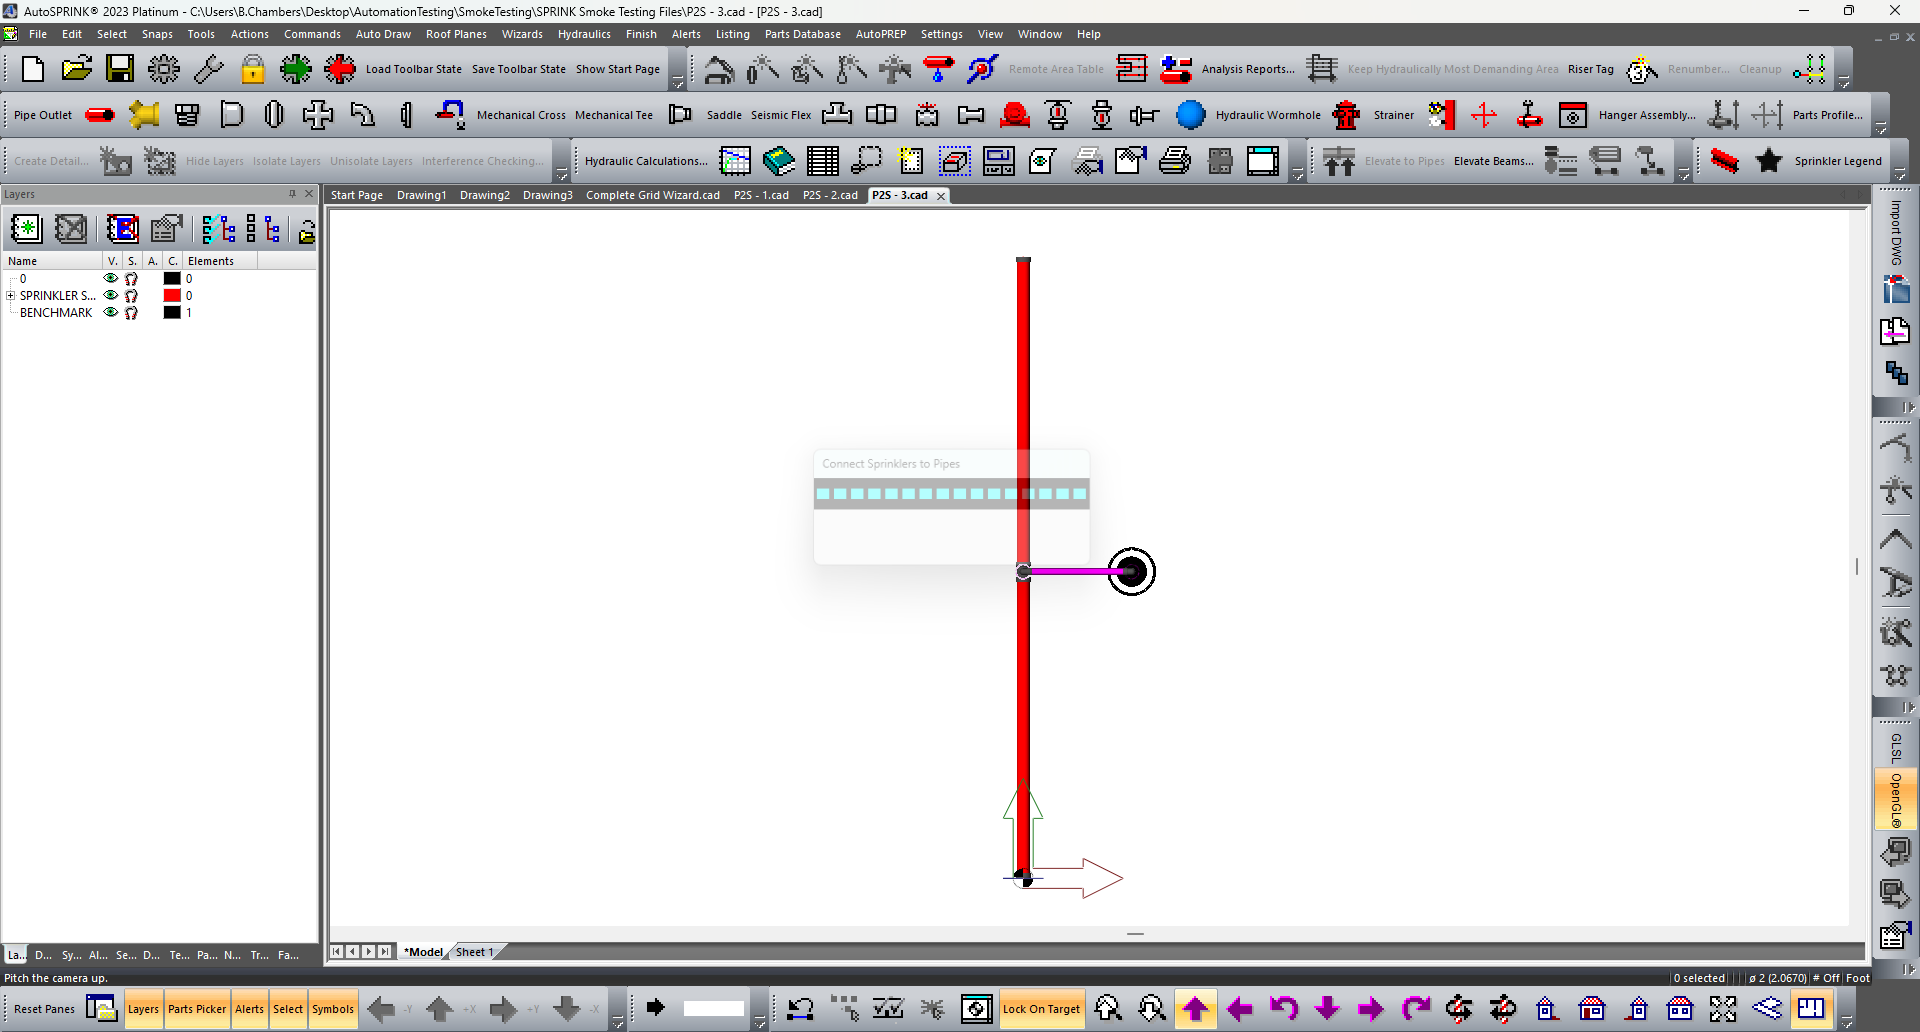 AutoSPRINK® 2023 Platinum - C:\Users\B.Chambers\Desktop\AutomationTesting\SmokeTesting\SPRINK Smoke Testing Files\P2S - 3.cad - [P2S - 3.cad]
File Edit Select Snaps Tools Actions Commands Auto Draw Roof Planes Wizards Hydraulics Finish Alerts Listing Parts Database AutoPREP Settings View Window Help
Load Toolbar State Save Toolbar State Show Start Page Remote Area Table Analysis Reports... Keep Hydraulically Most Demanding Area Riser Tag Renumber... Cleanup
Pipe Outlet Mechanical Cross Mechanical Tee Saddle Seismic Flex Hydraulic Wormhole Strainer Hanger Assembly... Parts Profile...
Create Detail... Hide Layers Isolate Layers Unisolate Layers Interference Checking... Hydraulic Calculations... Elevate to Pipes Elevate Beams... Sprinkler Legend
Layers
Start Page Drawing1 Drawing2 Drawing3 Complete Grid Wizard.cad P2S - 1.cad P2S - 2.cad P2S - 3.cad
Import DWG
Name V. S. A. C. Elements
0 0
SPRINKLER S... 0
BENCHMARK 1
Connect Sprinklers to Pipes
GLSL
OpenGL®
*Model Sheet 1
La... D... Sy... Al... Se... D... Te... Pa... N... Tr... Fa...
Pitch the camera up. 0 selected ø 2 (2.0670) # Off Foot
Reset Panes Layers Parts Picker Alerts Select Symbols -Y +X +Y -X Lock On Target